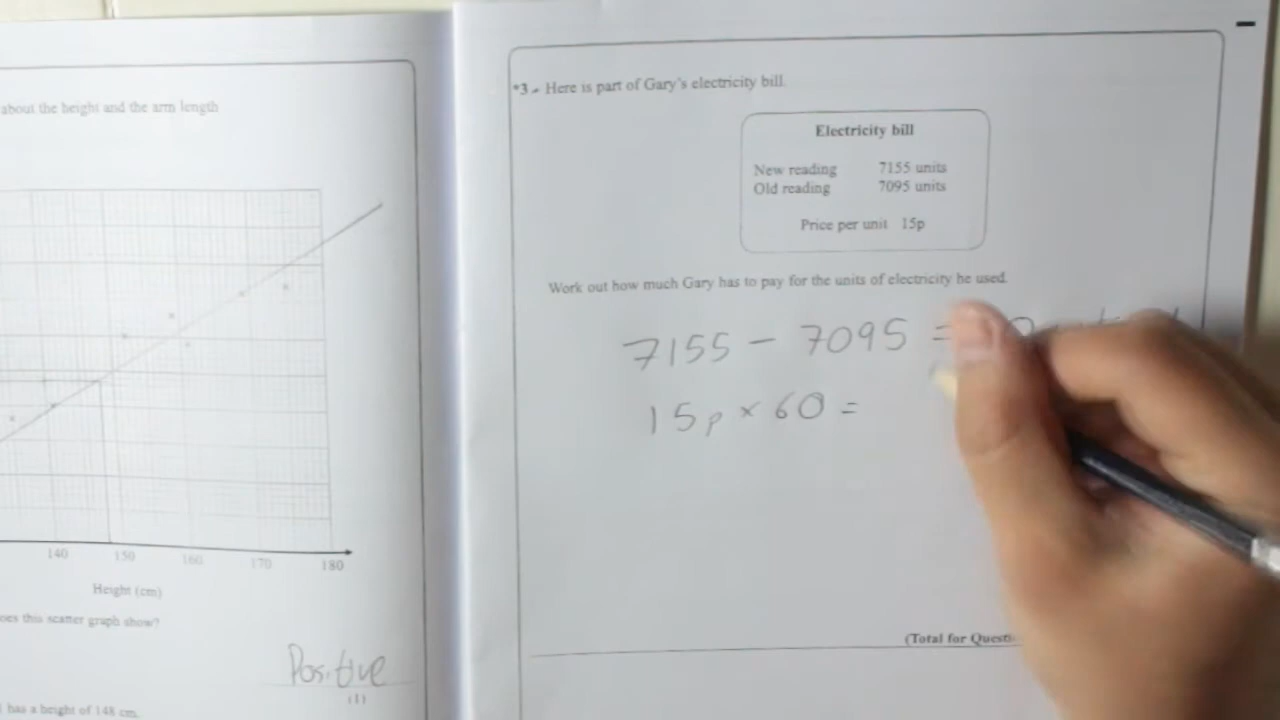 about the height and the arm length
140 150 160 170 180
Height (cm)
oes this scatter graph show?
Positive
(1)
has a height of 148 cm.
*3. Here is part of Gary's electricity bill.
Electricity bill
New reading 7155 units
Old reading 7095 units
Price per unit 15p
Work out how much Gary has to pay for the units of electricity he used.
7155 - 7095 =
15p × 60 =
(Total for Questi